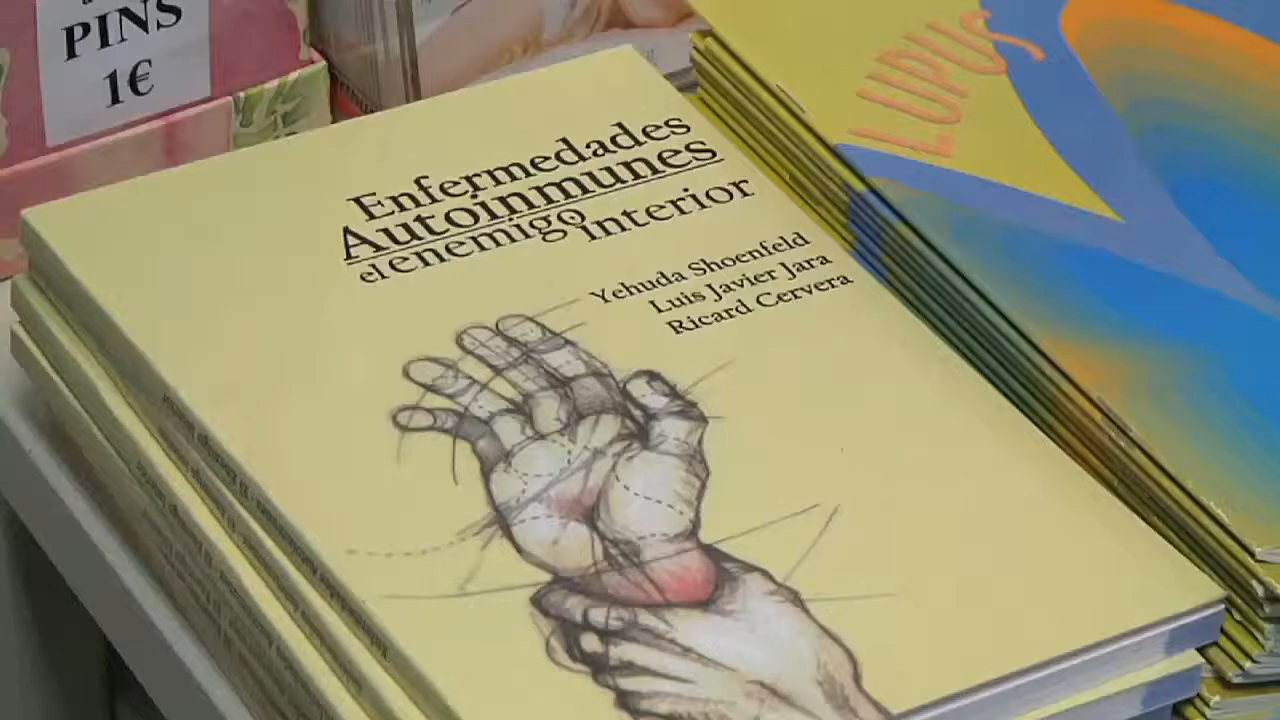 PINS
1€
LUPUS
Enfermedades
Autoinmunes
el enemigo interior
Yehuda Shoenfeld
Luis Javier Jara
Ricard Cervera